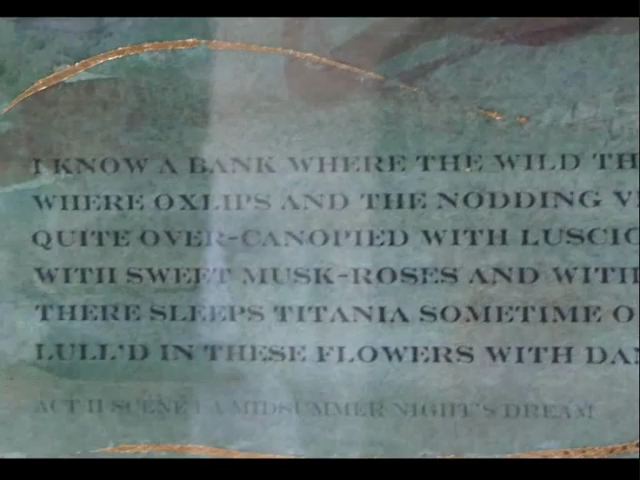 I KNOW A BANK WHERE THE WILD TH
WHERE OXLIPS AND THE NODDING V
QUITE OVER-CANOPIED WITH LUSCIO
WITH SWEET MUSK-ROSES AND WITH
THERE SLEEPS TITANIA SOMETIME O
LULL'D IN THESE FLOWERS WITH DAN
ACT II SCENE I A MIDSUMMER NIGHT'S DREAM